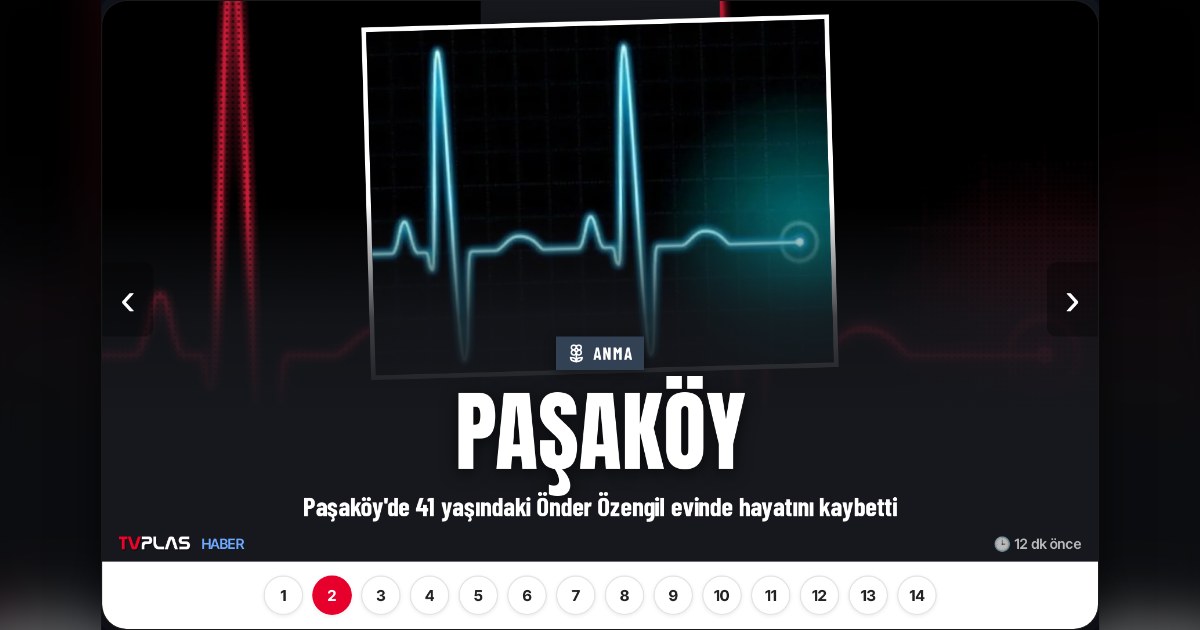 ANMA
PAŞAKÖY
Paşaköy'de 41 yaşındaki Önder Özengil evinde hayatını kaybetti
TVPLAS HABER
12 dk önce
1 2 3 4 5 6 7 8 9 10 11 12 13 14